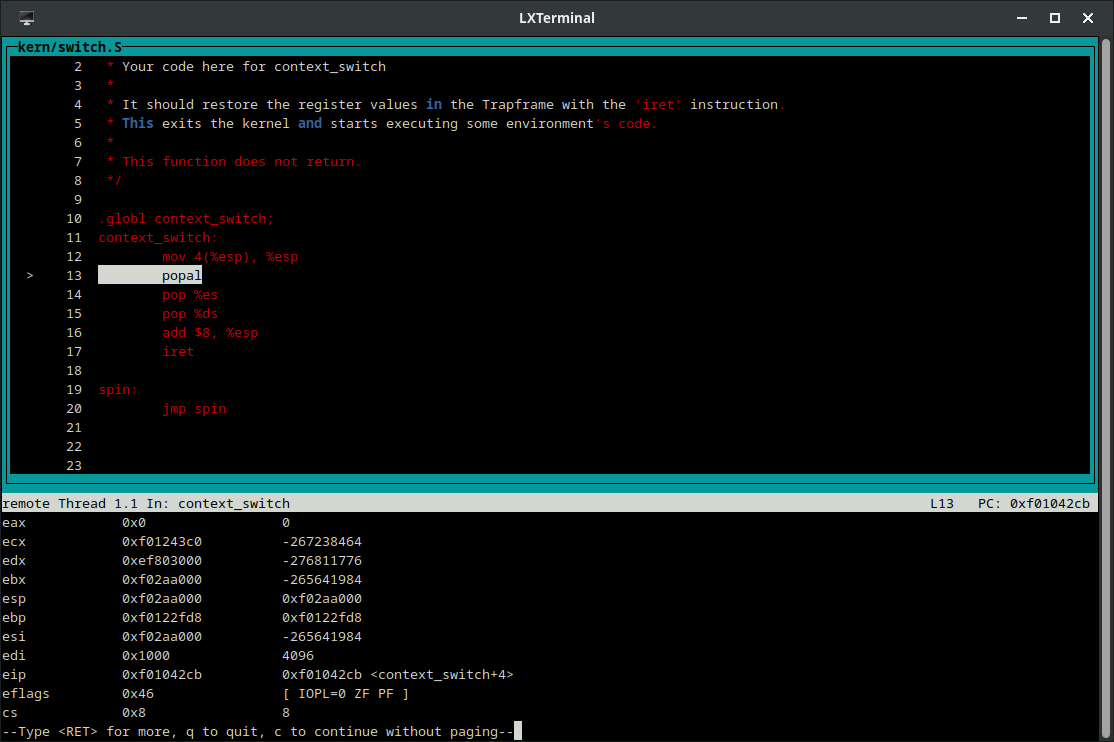 LXTerminal
kern/switch.S
2 * Your code here for context_switch
3 *
4 * It should restore the register values in the Trapframe with the 'iret' instruction.
5 * This exits the kernel and starts executing some environment's code.
6 *
7 * This function does not return.
8 */
9
10 .globl context_switch;
11 context_switch:
12 mov 4(%esp), %esp
> 13 popal
14 pop %es
15 pop %ds
16 add $8, %esp
17 iret
18
19 spin:
20 jmp spin
21
22
23
remote Thread 1.1 In: context_switch L13 PC: 0xf01042cb
eax 0x0 0
ecx 0xf01243c0 -267238464
edx 0xef803000 -276811776
ebx 0xf02aa000 -265641984
esp 0xf02aa000 0xf02aa000
ebp 0xf0122fd8 0xf0122fd8
esi 0xf02aa000 -265641984
edi 0x1000 4096
eip 0xf01042cb 0xf01042cb <context_switch+4>
eflags 0x46 [ IOPL=0 ZF PF ]
cs 0x8 8
--Type <RET> for more, q to quit, c to continue without paging--